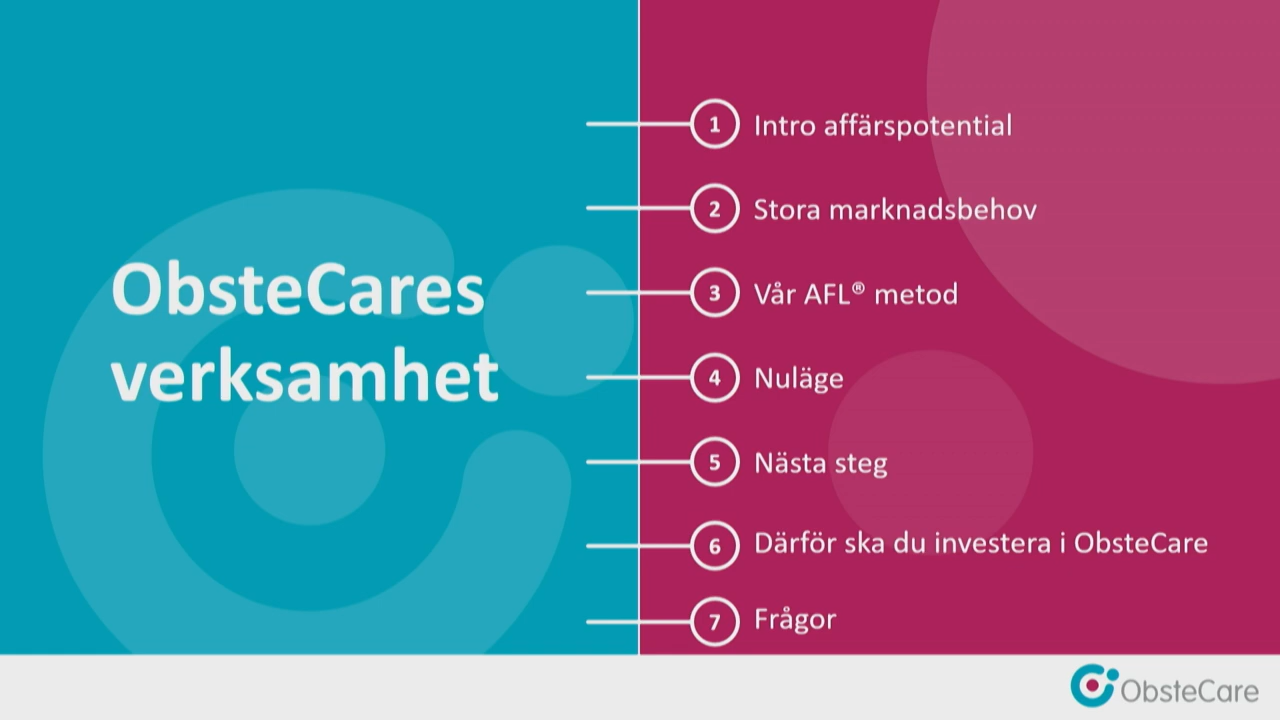 ObsteCares
verksamhet
1 Intro affärspotential
2 Stora marknadsbehov
3 Vår AFL® metod
4 Nuläge
5 Nästa steg
6 Därför ska du investera i ObsteCare
7 Frågor
ObsteCare